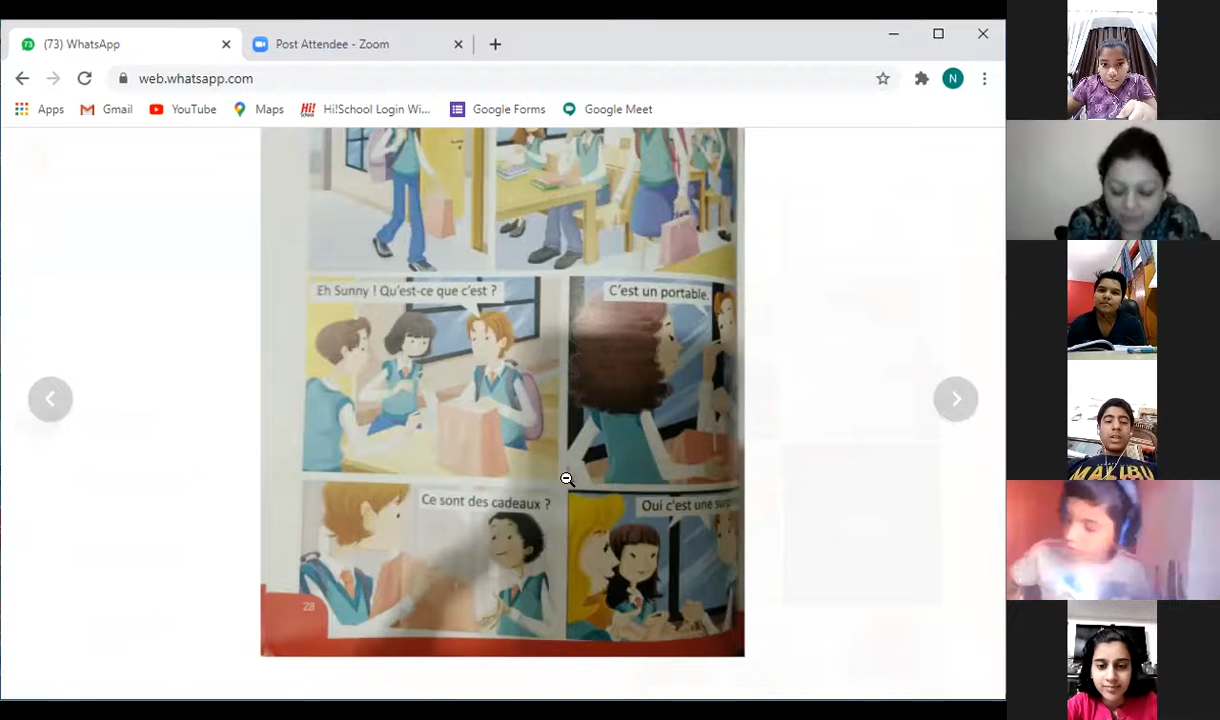 (73) WhatsApp
Post Attendee - Zoom
web.whatsapp.com
N
Apps
Gmail
YouTube
Maps
Hi! Hi!School Login Wi...
Google Forms
Google Meet
Eh Sunny ! Qu'est-ce que c'est ?
C'est un portable.
Ce sont des cadeaux ?
Oui c'est une
28
MALIBU